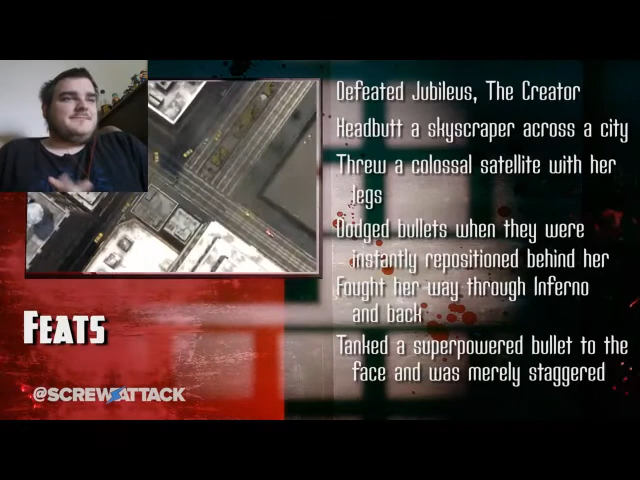 Defeated Jubileus, The Creator
Headbutt a skyscraper across a city
Threw a colossal satellite with her
legs
Dodged bullets when they were
instantly repositioned behind her
Fought her way through Inferno
and back
Tanked a superpowered bullet to the
face and was merely staggered
FEATS
@SCREWATTACK